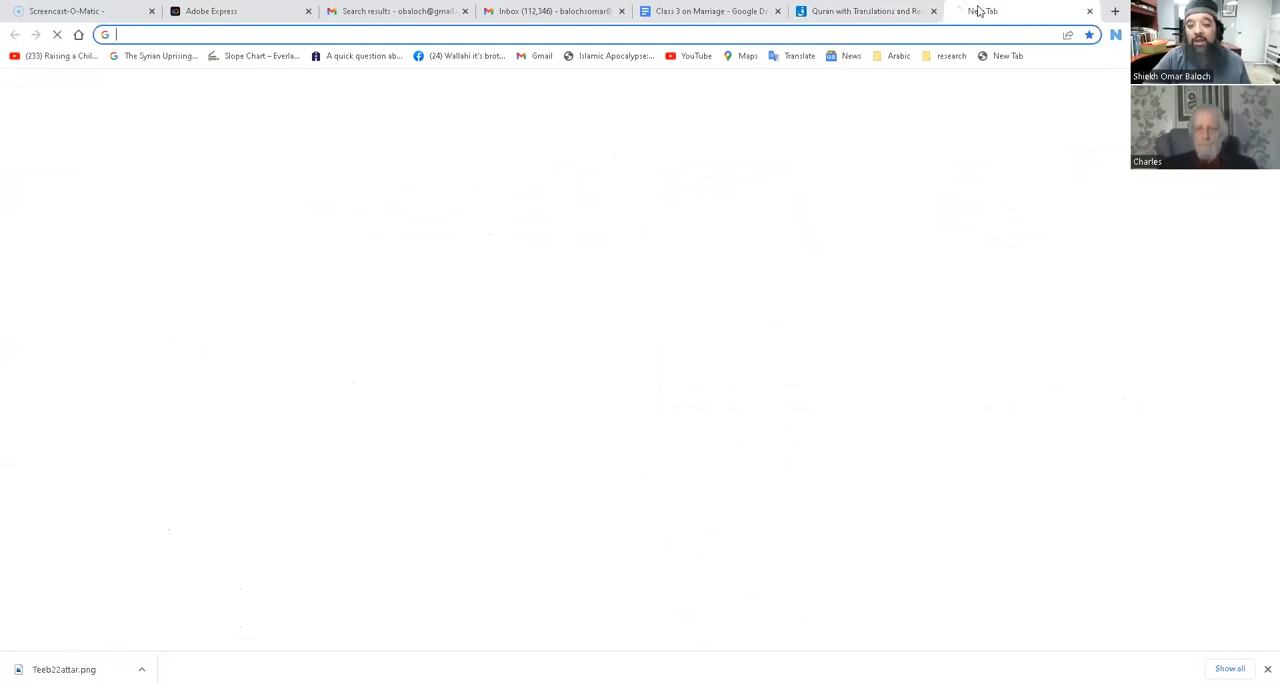 Screencast-O-Matic - Adobe Express Search results - obaloch@gmail. Inbox (112,346) - balochsomar@ Class 3 on Marriage - Google Do Quran with Translations and Re New Tab
(233) Raising a Chil... The Syrian Uprising... Slope Chart – Everla... A quick question ab... (24) Wallahi it's brot... Gmail Islamic Apocalypse:... YouTube Maps Translate News Arabic research New Tab
Shiekh Omar Baloch
Charles
Teeb22attar.png Show all